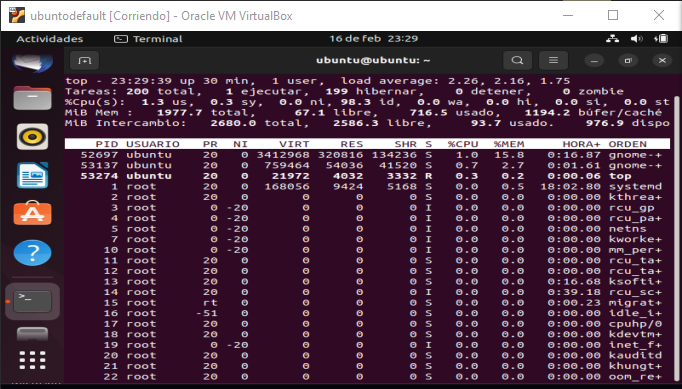 ubuntodefault [Corriendo] - Oracle VM VirtualBox
Actividades Terminal 16 de feb 23:29
ubuntu@ubuntu: ~
top - 23:29:39 up 30 min, 1 user, load average: 2.26, 2.16, 1.75
Tareas: 200 total, 1 ejecutar, 199 hibernar, 0 detener, 0 zombie
%Cpu(s): 1.3 us, 0.3 sy, 0.0 ni, 98.3 id, 0.0 wa, 0.0 hi, 0.0 si, 0.0 st
MiB Mem : 1977.7 total, 67.1 libre, 716.5 usado, 1194.2 búfer/caché
MiB Intercambio: 2680.0 total, 2586.3 libre, 93.7 usado. 976.9 dispo
PID USUARIO PR NI VIRT RES SHR S %CPU %MEM HORA+ ORDEN
52697 ubuntu 20 0 3412968 320816 134236 S 1.0 15.8 0:16.87 gnome-+
53137 ubuntu 20 0 759464 54036 41520 S 0.7 2.7 0:01.61 gnome-+
53274 ubuntu 20 0 21972 4032 3332 R 0.3 0.2 0:00.06 top
1 root 20 0 168056 9424 5168 S 0.0 0.5 18:02.80 systemd
2 root 20 0 0 0 0 S 0.0 0.0 0:00.00 kthrea+
3 root 0 -20 0 0 0 I 0.0 0.0 0:00.00 rcu_gp
4 root 0 -20 0 0 0 I 0.0 0.0 0:00.00 rcu_pa+
5 root 0 -20 0 0 0 I 0.0 0.0 0:00.00 netns
7 root 0 -20 0 0 0 I 0.0 0.0 0:00.00 kworke+
10 root 0 -20 0 0 0 I 0.0 0.0 0:00.00 mm_per+
11 root 20 0 0 0 0 S 0.0 0.0 0:00.00 rcu_ta+
12 root 20 0 0 0 0 S 0.0 0.0 0:00.00 rcu_ta+
13 root 20 0 0 0 0 S 0.0 0.0 0:16.68 ksofti+
14 root 20 0 0 0 0 I 0.0 0.0 0:39.18 rcu_sc+
15 root rt 0 0 0 0 S 0.0 0.0 0:00.23 migrat+
16 root -51 0 0 0 0 S 0.0 0.0 0:00.00 idle_i+
17 root 20 0 0 0 0 S 0.0 0.0 0:00.00 cpuhp/0
18 root 20 0 0 0 0 S 0.0 0.0 0:00.00 kdevtm+
19 root 0 -20 0 0 0 I 0.0 0.0 0:00.00 inet_f+
20 root 20 0 0 0 0 S 0.0 0.0 0:00.00 kauditd
21 root 20 0 0 0 0 S 0.0 0.0 0:00.00 khungt+
22 root 20 0 0 0 0 S 0.0 0.0 0:00.00 oom_re+